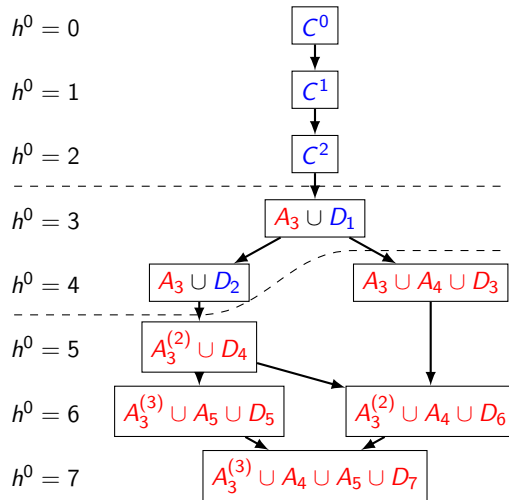 h⁰ = 0 C⁰
h⁰ = 1 C¹
h⁰ = 2 C²
h⁰ = 3 A₃ ∪ D₁
h⁰ = 4 A₃ ∪ D₂ A₃ ∪ A₄ ∪ D₃
h⁰ = 5 A₃⁽²⁾ ∪ D₄
h⁰ = 6 A₃⁽³⁾ ∪ A₅ ∪ D₅ A₃⁽²⁾ ∪ A₄ ∪ D₆
h⁰ = 7 A₃⁽³⁾ ∪ A₄ ∪ A₅ ∪ D₇